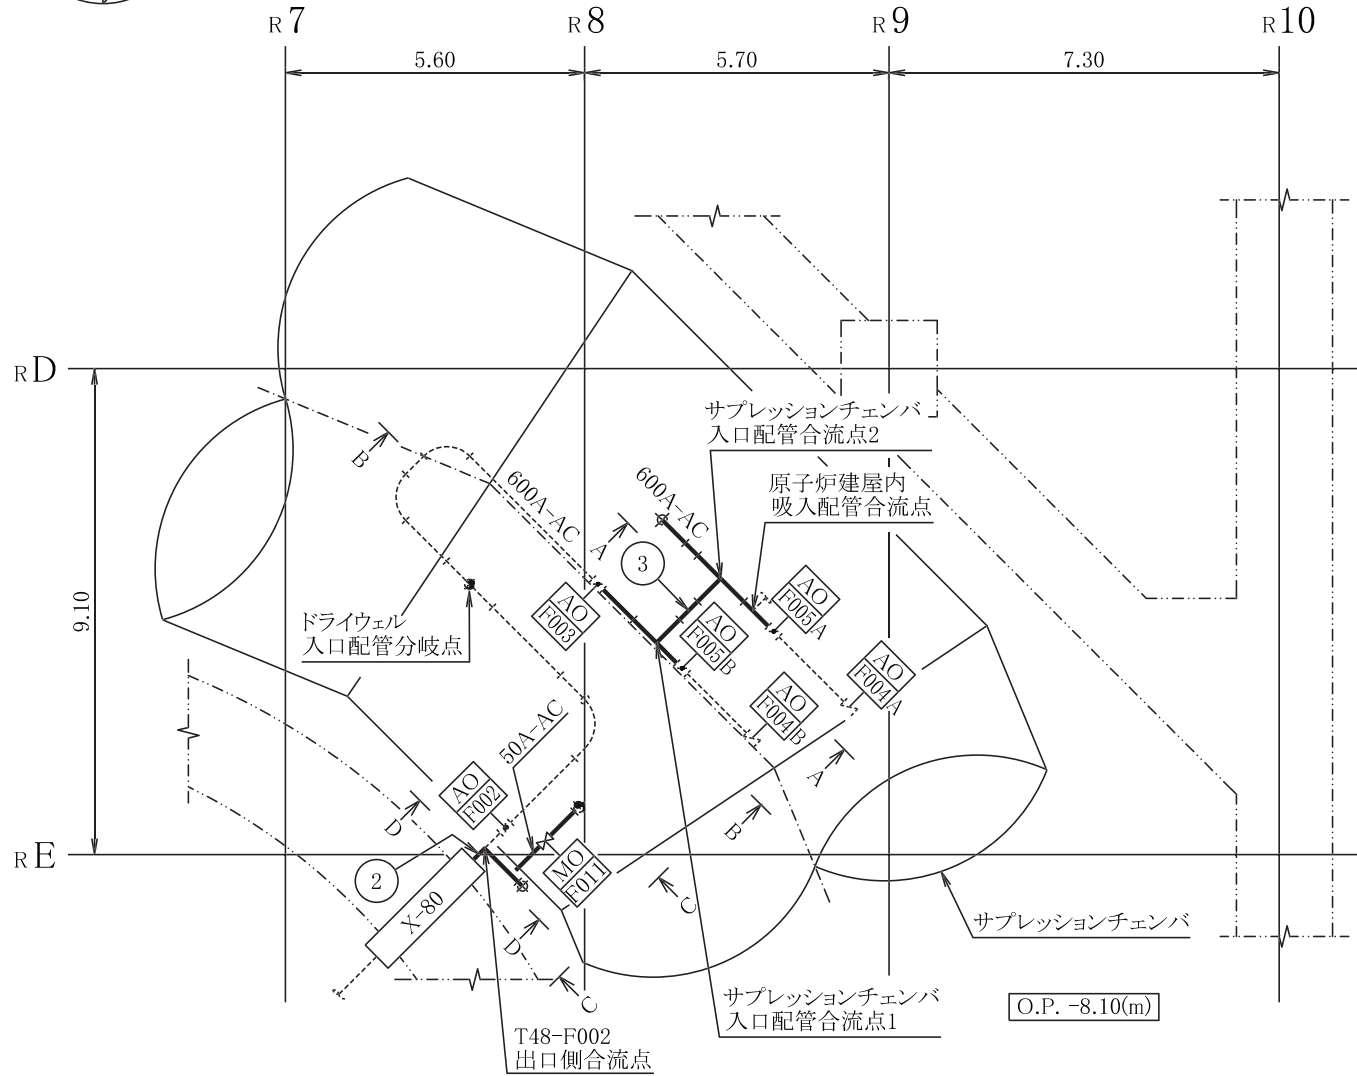 R7
R8
R9
R10
5.60
5.70
7.30
RD
9.10
RE
サプレッションチェンバ
入口配管合流点2
原子炉建屋内
吸入配管合流点
600A-AC
600A-AC
B
A
3
AO
F003
AO
F005A
AO
F005B
AO
F004A
AO
F004B
ドライウェル
入口配管分岐点
50A-AC
AO
F002
A
B
D
MO
F011
2
X-80
C
D
C
サプレッションチェンバ
サプレッションチェンバ
入口配管合流点1
O.P. -8.10(m)
T48-F002
出口側合流点